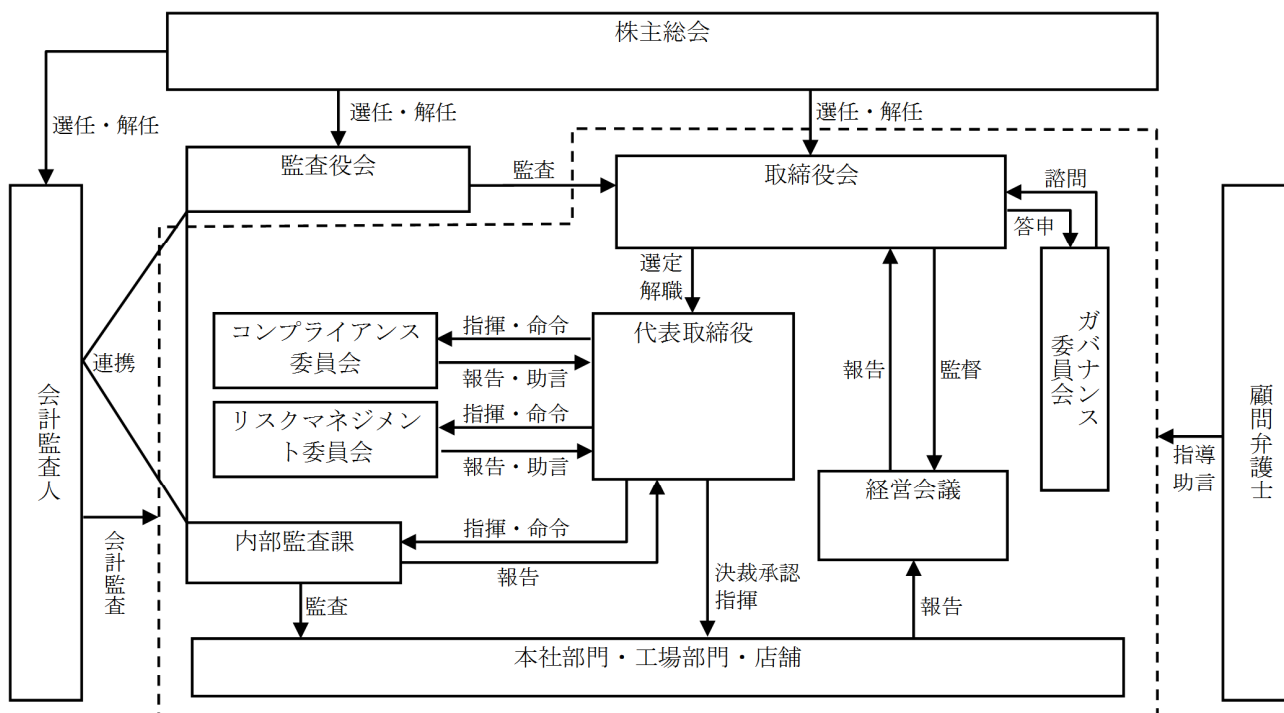 株主総会
選任・解任
選任・解任
選任・解任
監査役会
監査
取締役会
諮問
答申
選定
解職
ガバナンス
委員会
コンプライアンス
委員会
指揮・命令
報告・助言
代表取締役
報告
監督
連携
リスクマネジメン
ト委員会
指揮・命令
報告・助言
会計監査人
顧問弁護士
指導
助言
経営会議
内部監査課
指揮・命令
報告
会計監査
監査
決裁承認
指揮
報告
本社部門・工場部門・店舗